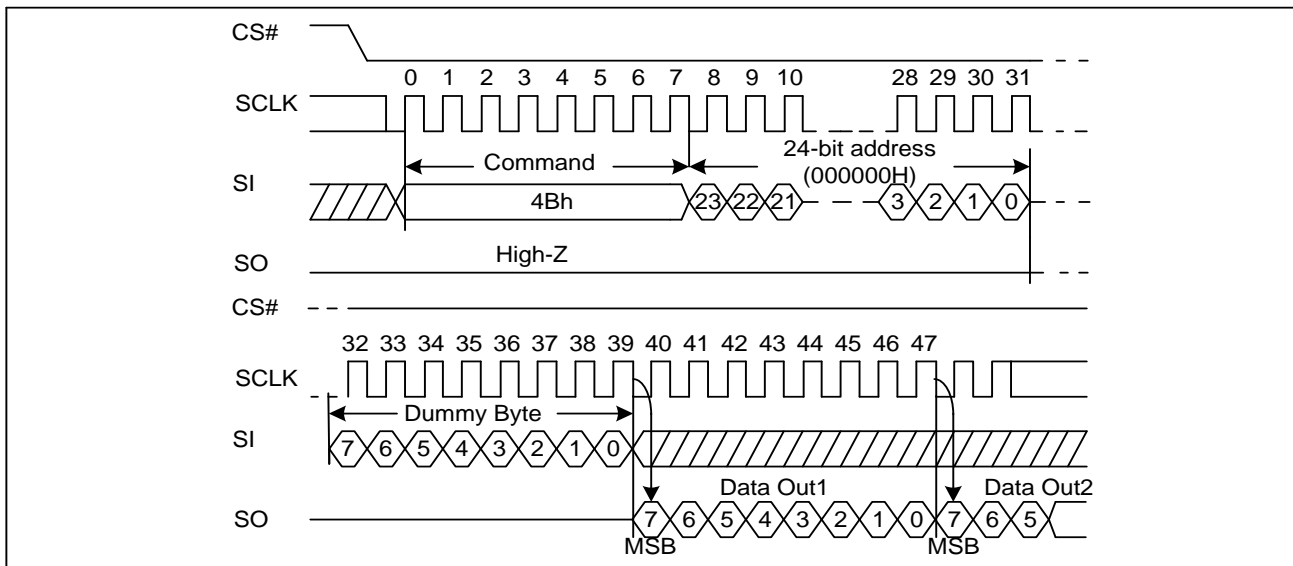 CS#
0 1 2 3 4 5 6 7 8 9 10 28 29 30 31
SCLK
Command 24-bit address
(000000H)
SI
4Bh 23 22 21 3 2 1 0
High-Z
SO
CS#
32 33 34 35 36 37 38 39 40 41 42 43 44 45 46 47
SCLK
Dummy Byte
SI
7 6 5 4 3 2 1 0
Data Out1 Data Out2
SO
7 6 5 4 3 2 1 0 7 6 5
MSB MSB